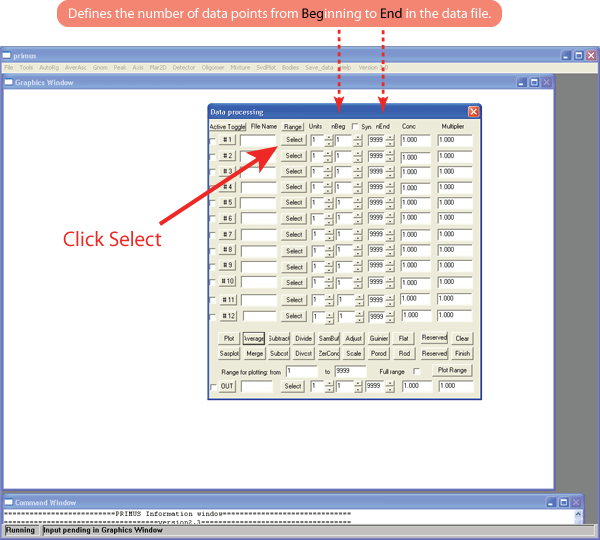 Defines the number of data points from Beginning to End in the data file.
primsn
File Tools AutoRg AverAoc Gnom Peak Axis Mar2D Detector Oligomer Mixture SvdPlot Bodies Save_data Help Version
Graphics Window
Data processing
Active Toggle File Name Range Units nBeg Syn nEnd Conc Multiplier
# 1 Select 1 1 9999 1.000 1.000
# 2 Select 1 1 9999 1.000 1.000
# 3 Select 1 1 9999 1.000 1.000
# 4 Select 1 1 9999 1.000 1.000
# 5 Select 1 1 9999 1.000 1.000
# 6 Select 1 1 9999 1.000 1.000
# 7 Select 1 1 9999 1.000 1.000
# 8 Select 1 1 9999 1.000 1.000
# 9 Select 1 1 9999 1.000 1.000
# 10 Select 1 1 9999 1.000 1.000
# 11 Select 1 1 9999 1.000 1.000
# 12 Select 1 1 9999 1.000 1.000
Click Select
Plot Average Subtract Divide SamBuf Adjust Guinier Flat Reserved Clear
Sasplot Merge Subcst Divcst ZerConc Scale Porod Rod Reserved Finish
Range for plotting: from 1 to 9999 Full range Plot Range
OUT Select 1 1 9999 1.000 1.000
Command Window
=========================PRIMUS Information window=============================
===================================version2.3==================================
Running Input pending in Graphics Window